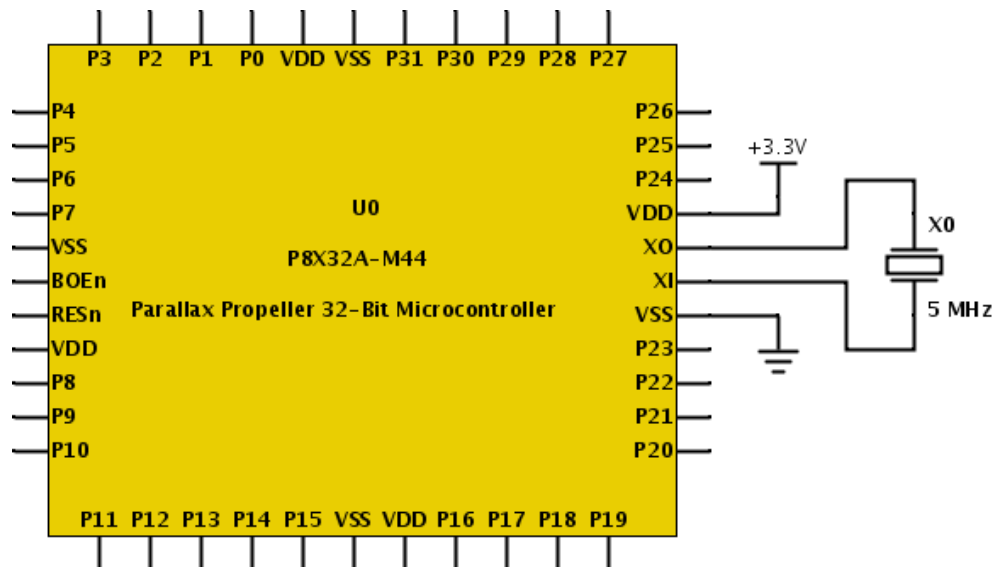 P3 P2 P1 P0 VDD VSS P31 P30 P29 P28 P27
P4
P5
P6
P7
VSS
BOEn
RESn
VDD
P8
P9
P10
U0
P8X32A-M44
Parallax Propeller 32-Bit Microcontroller
P26
P25
P24
VDD
XO
XI
VSS
P23
P22
P21
P20
+3.3V
X0
5 MHz
P11 P12 P13 P14 P15 VSS VDD P16 P17 P18 P19